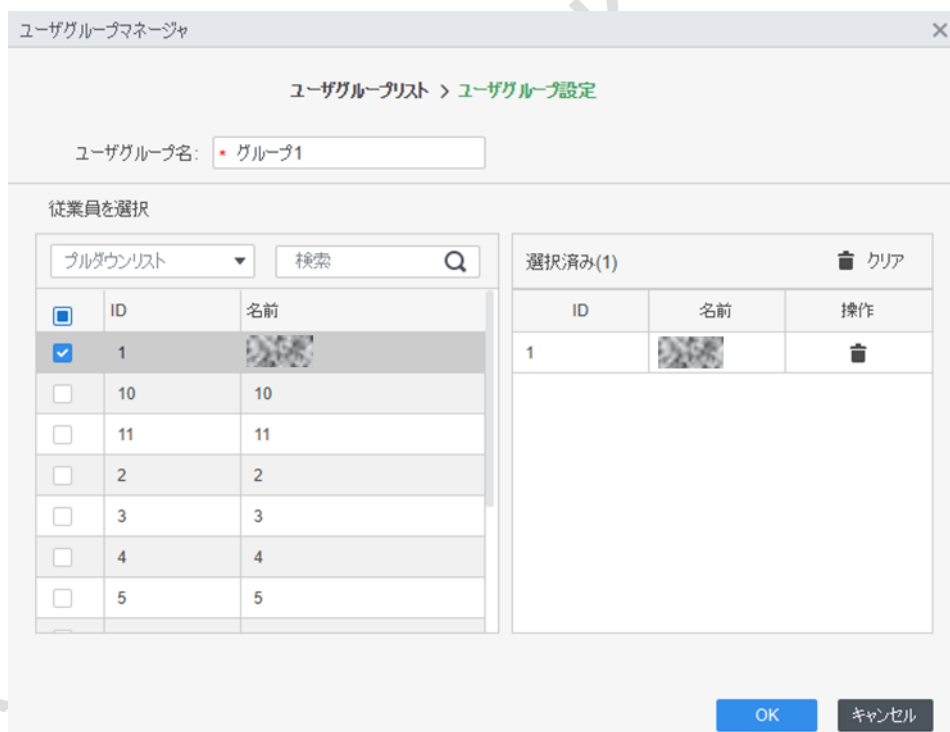 ユーザグループマネージャ
ユーザグループリスト > ユーザグループ設定
ユーザグループ名: * グループ1
従業員を選択
プルダウンリスト 検索
選択済み(1) クリア
ID 名前
ID 名前 操作
1
1
10 10
11 11
2 2
3 3
4 4
5 5
OK キャンセル